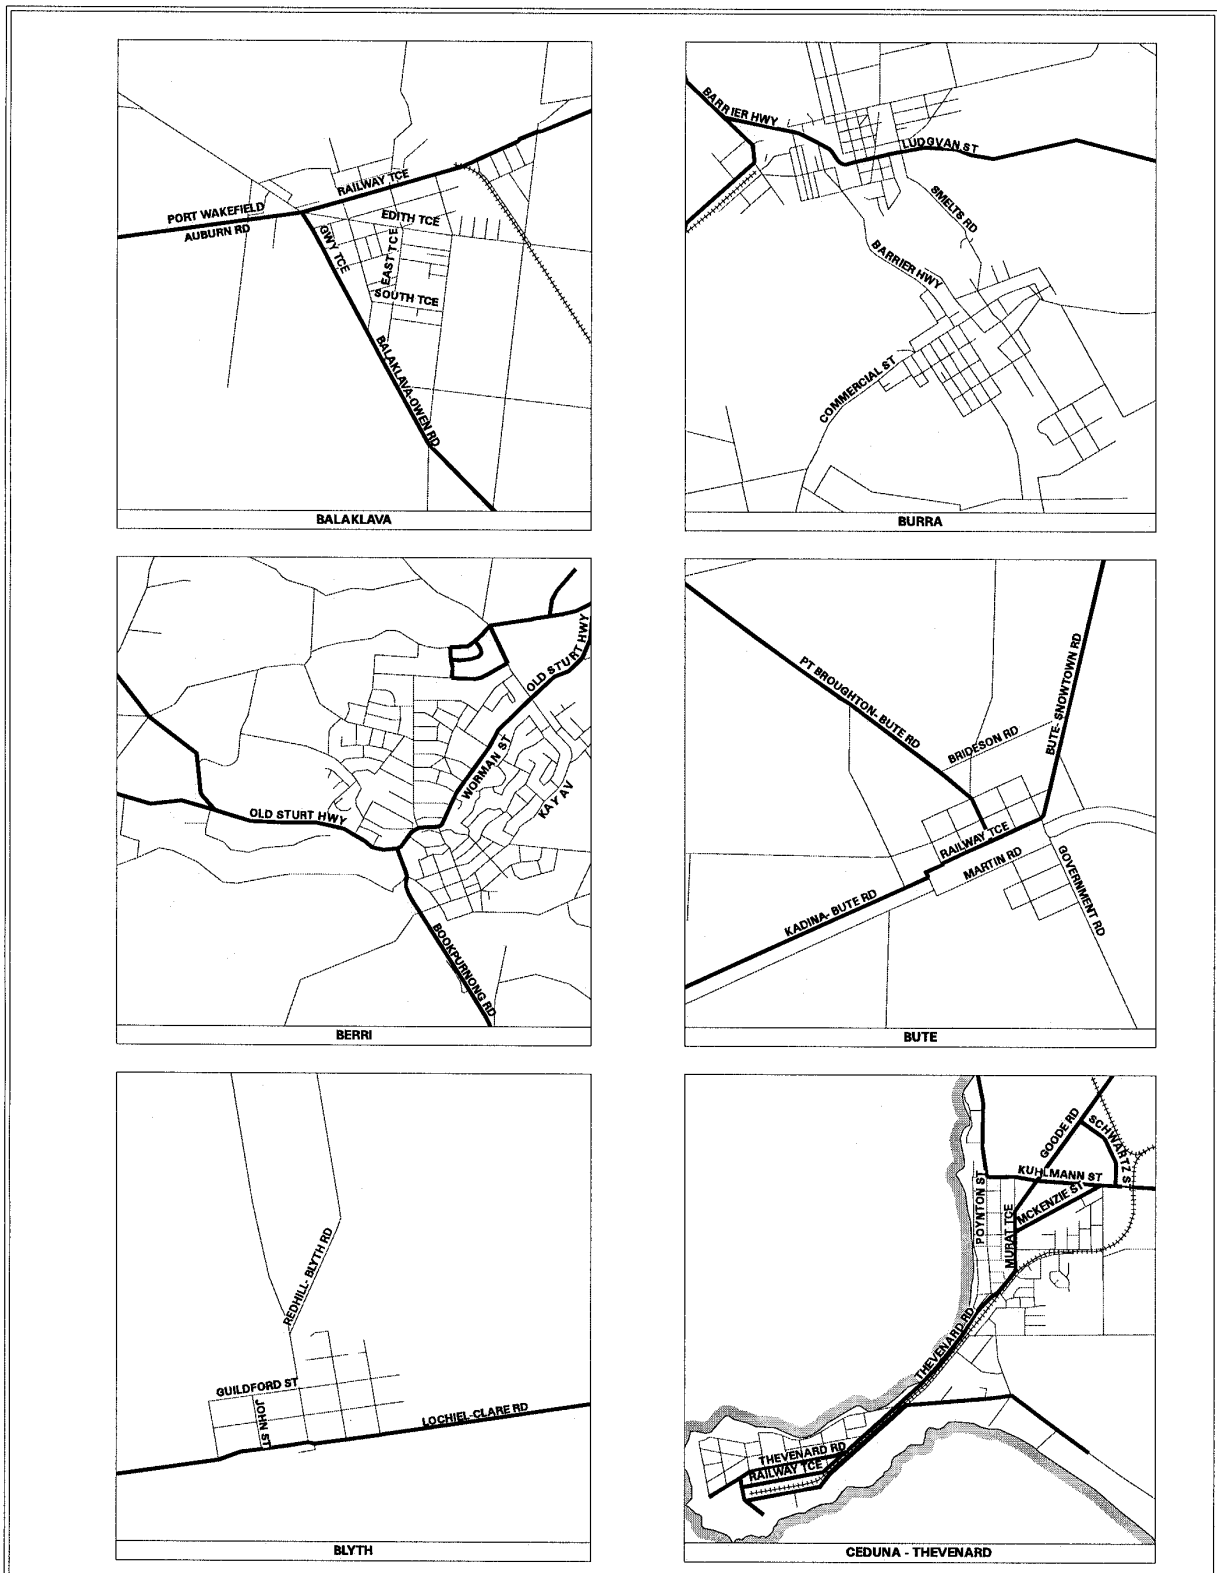 PORT WAKEFIELD
AUBURN RD
RAILWAY TCE
EDITH TCE
GWY TCE
EAST TCE
SOUTH TCE
BALAKLAVA-OWEN RD
BALAKLAVA
BARRIER HWY
LUDGVAN ST
SMELTS RD
BARRIER HWY
COMMERCIAL ST
BURRA
OLD STURT HWY
WORMAN ST
KAY AV
OLD STURT HWY
BOOKPURNONG RD
BERRI
PT BROUGHTON- BUTE RD
BUTE- SNOWTOWN RD
BRIDESON RD
RAILWAY TCE
MARTIN RD
GOVERNMENT RD
KADINA- BUTE RD
BUTE
REDHILL- BLYTH RD
GUILDFORD ST
JOHN ST
LOCHIEL-CLARE RD
BLYTH
GOODE RD
SCHWARTZ S
KUHLMANN ST
POYNTON ST
MURAT TCE
MCKENZIE ST
THEVENARD RD
THEVENARD RD
RAILWAY TCE
CEDUNA - THEVENARD